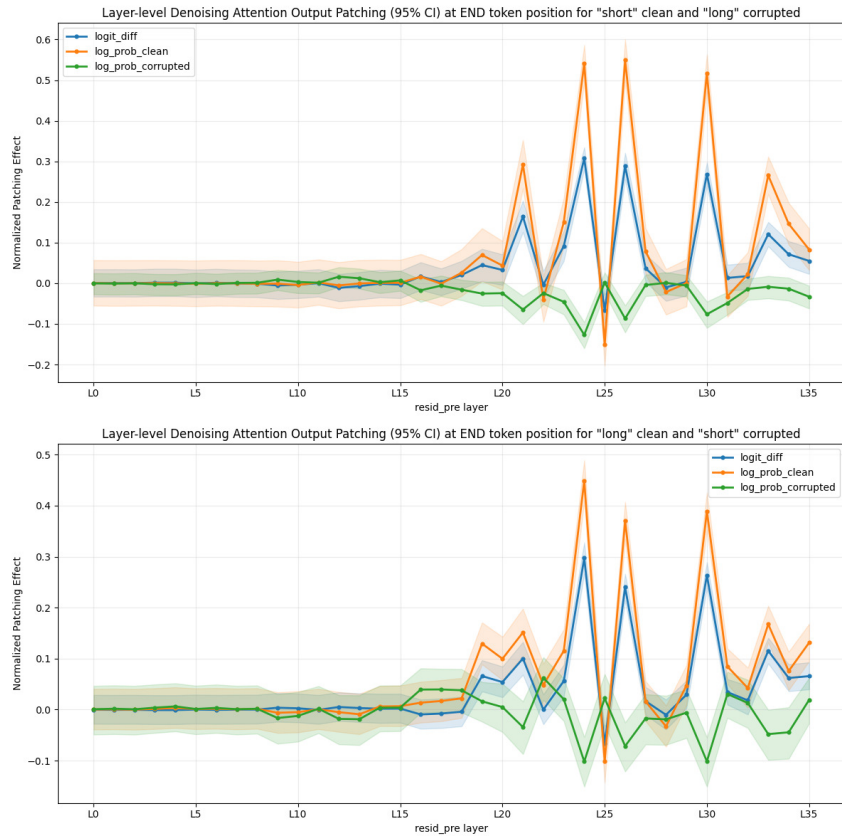 Layer-level Denoising Attention Output Patching (95% CI) at END token position for "short" clean and "long" corrupted
logit_diff
log_prob_clean
log_prob_corrupted
Normalized Patching Effect
0.6
0.5
0.4
0.3
0.2
0.1
0.0
−0.1
−0.2
L0 L5 L10 L15 L20 L25 L30 L35
resid_pre layer
Layer-level Denoising Attention Output Patching (95% CI) at END token position for "long" clean and "short" corrupted
logit_diff
log_prob_clean
log_prob_corrupted
Normalized Patching Effect
0.5
0.4
0.3
0.2
0.1
0.0
−0.1
L0 L5 L10 L15 L20 L25 L30 L35
resid_pre layer